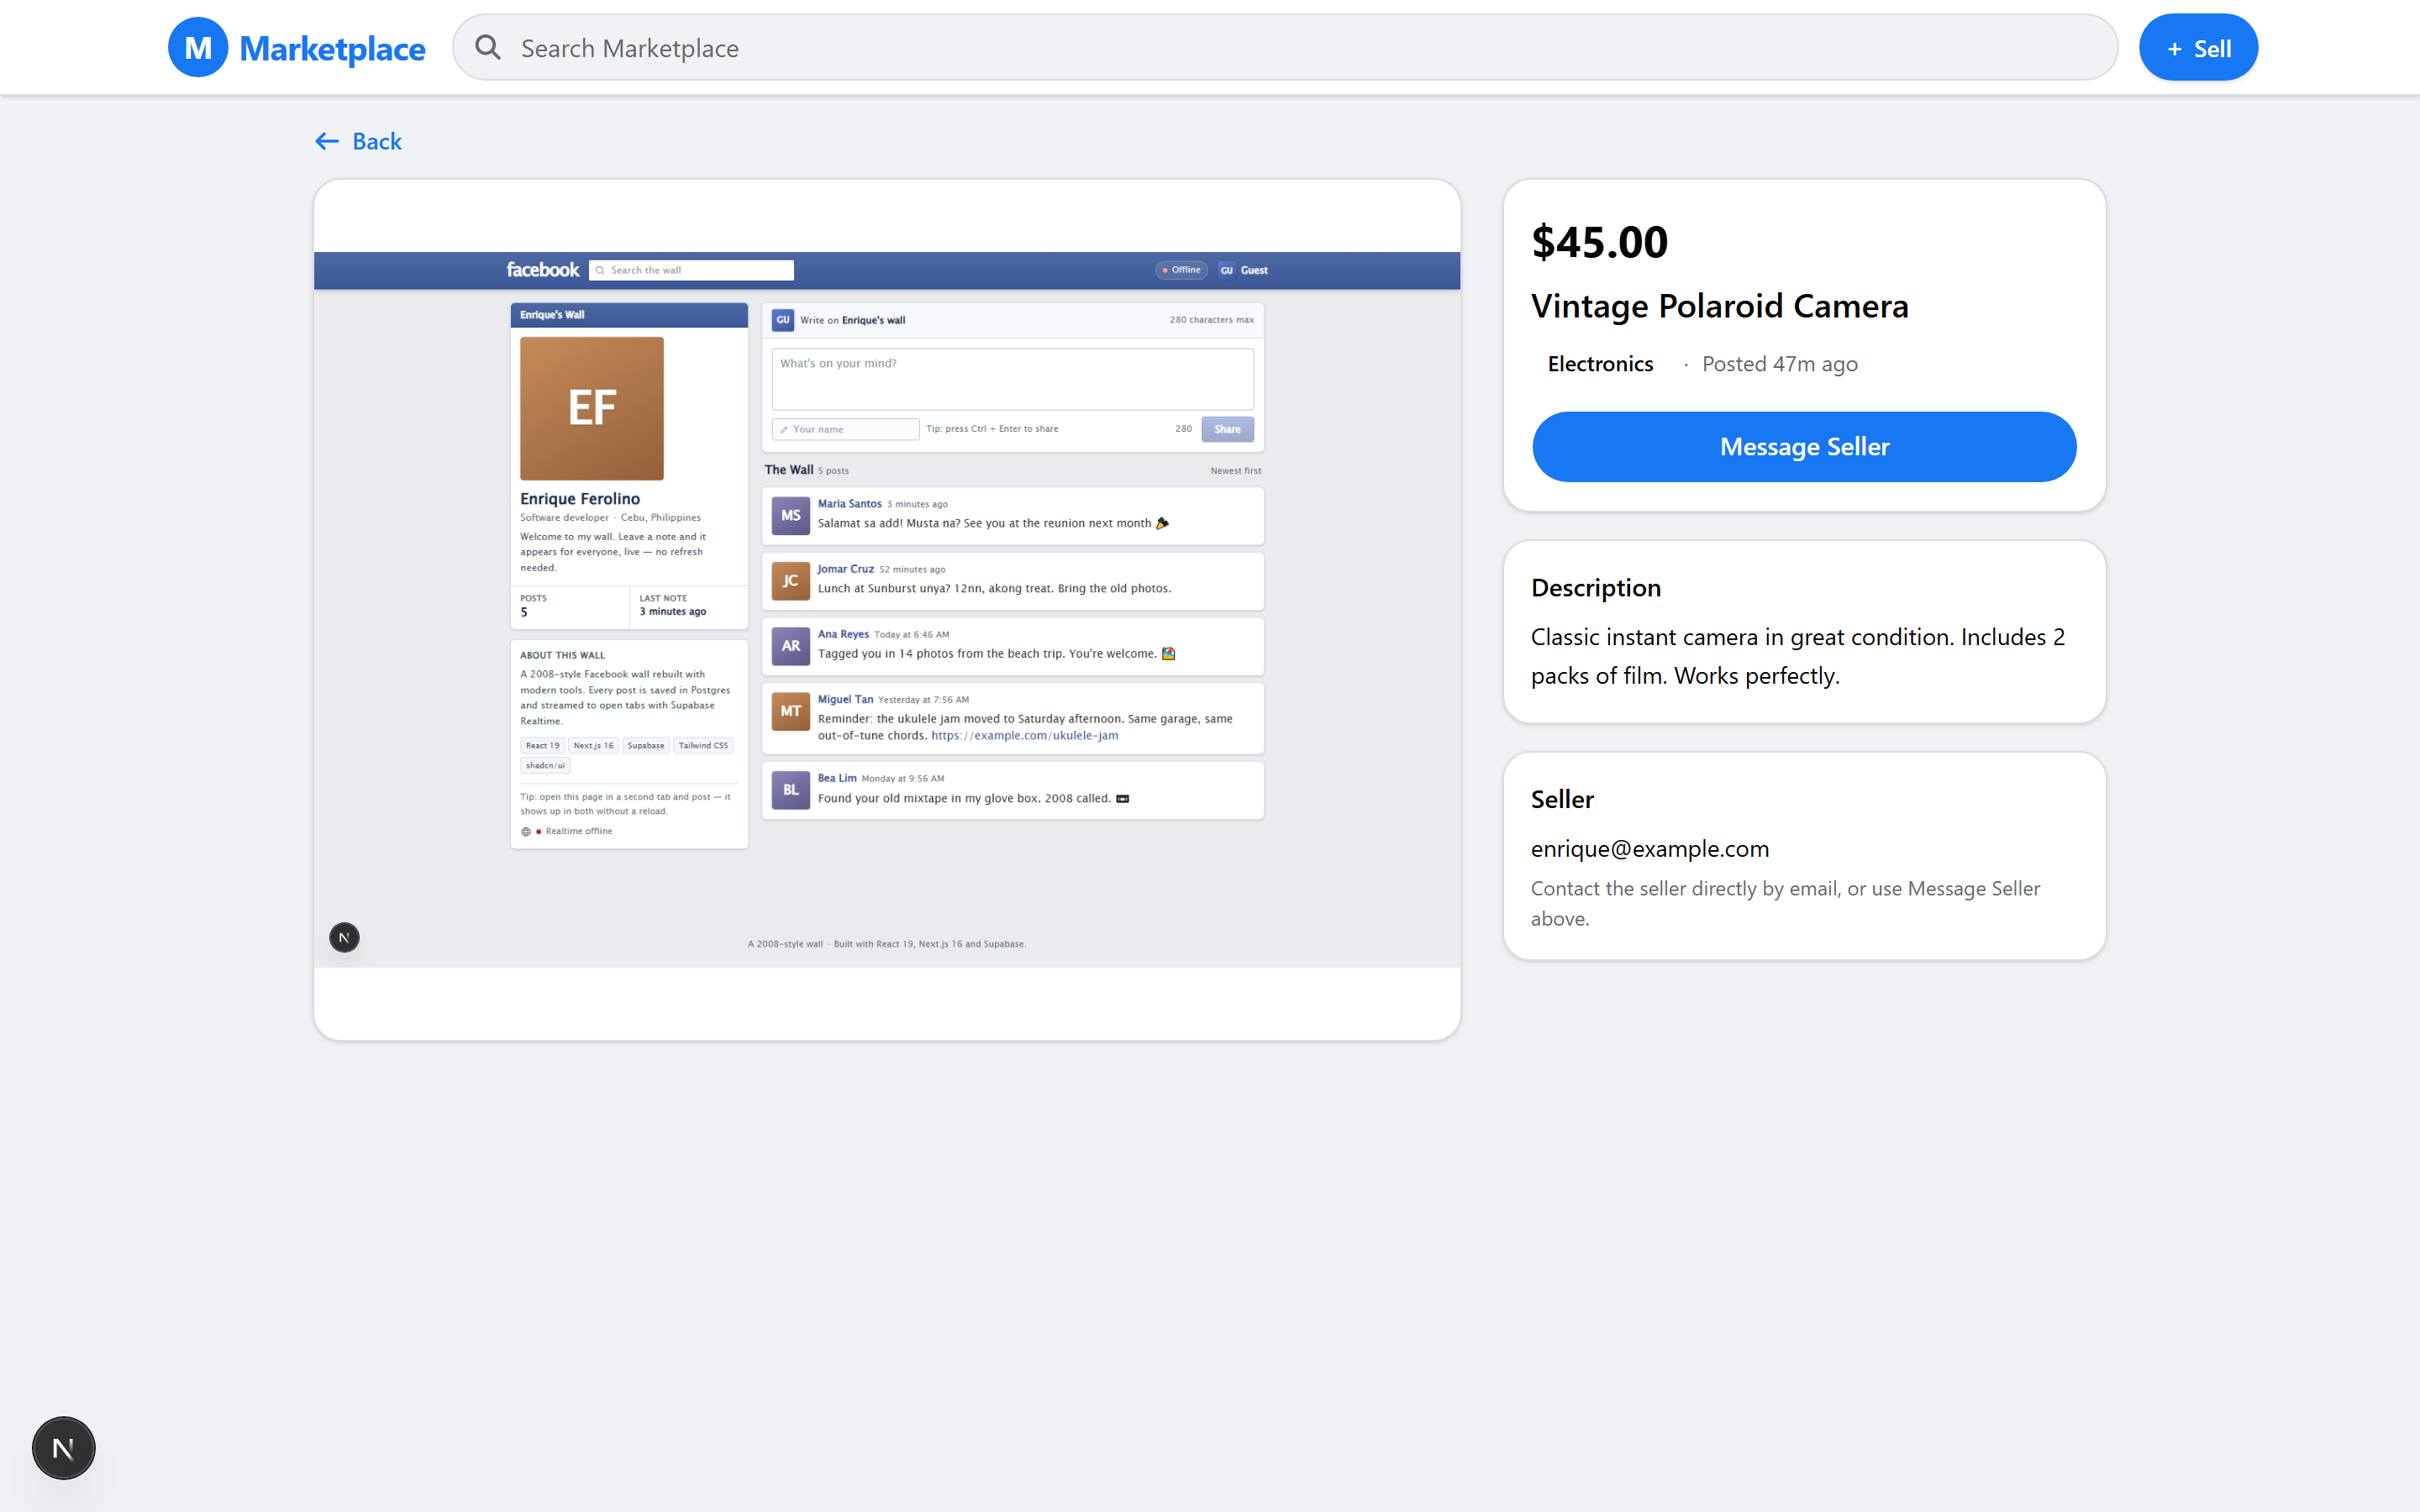 M Marketplace
Search Marketplace
+ Sell
← Back
facebook
Search the wall
Offline
GU Guest
Enrique's Wall
EF
Enrique Ferolino
Software developer · Cebu, Philippines
Welcome to my wall. Leave a note and it
appears for everyone, live — no refresh
needed.
POSTS
5
LAST NOTE
3 minutes ago
ABOUT THIS WALL
A 2008-style Facebook wall rebuilt with
modern tools. Every post is saved in Postgres
and streamed to open tabs with Supabase
Realtime.
React 19 Next.js 16 Supabase Tailwind CSS
shadcn/ui
Tip: open this page in a second tab and post — it
shows up in both without a reload.
Realtime offline
GU Write on Enrique's wall
280 characters max
What's on your mind?
Your name
Tip: press Ctrl + Enter to share
280
Share
The Wall 5 posts
Newest first
MS
Maria Santos 3 minutes ago
Salamat sa add! Musta na? See you at the reunion next month 🎉
JC
Jomar Cruz 52 minutes ago
Lunch at Sunburst unya? 12nn, akong treat. Bring the old photos.
AR
Ana Reyes Today at 6:46 AM
Tagged you in 14 photos from the beach trip. You're welcome. 🏖️
MT
Miguel Tan Yesterday at 7:56 AM
Reminder: the ukulele jam moved to Saturday afternoon. Same garage, same
out-of-tune chords. https://example.com/ukulele-jam
BL
Bea Lim Monday at 9:56 AM
Found your old mixtape in my glove box. 2008 called. 📼
N
A 2008-style wall · Built with React 19, Next.js 16 and Supabase.
$45.00
Vintage Polaroid Camera
Electronics · Posted 47m ago
Message Seller
Description
Classic instant camera in great condition. Includes 2
packs of film. Works perfectly.
Seller
enrique@example.com
Contact the seller directly by email, or use Message Seller
above.
N